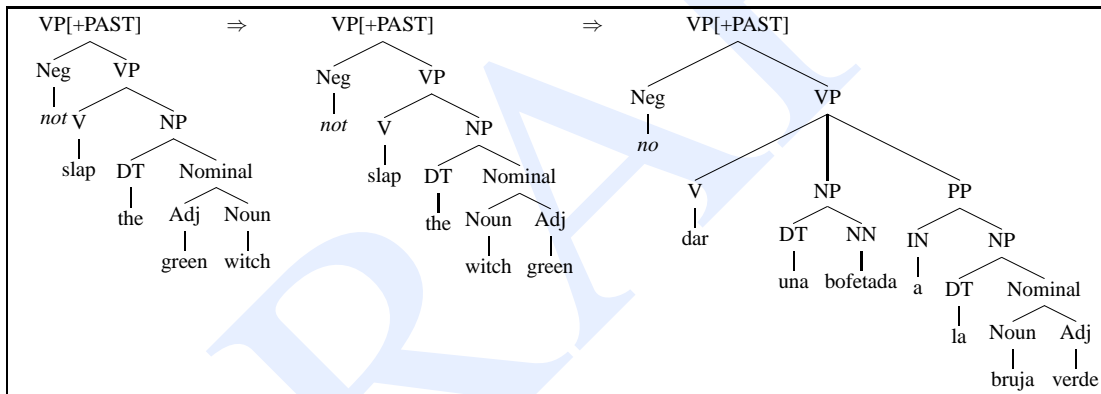 VP[+PAST] ⇒ VP[+PAST] ⇒ VP[+PAST]
Neg VP Neg VP Neg VP
not V NP not V NP no
slap DT Nominal slap DT Nominal V NP PP
the Adj Noun the Noun Adj dar DT NN IN NP
green witch witch green una bofetada a DT Nominal
la Noun Adj
bruja verde